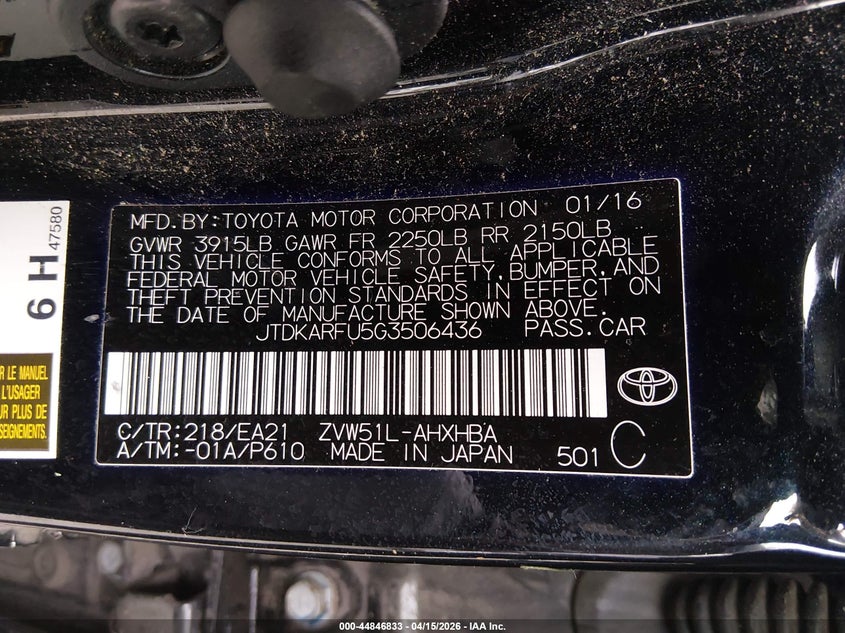 MFD.BY:TOYOTA MOTOR CORPORATION 01/16
GVWR 3915LB GAWR FR 2250LB RR 2150LB
THIS VEHICLE CONFORMS TO ALL APPLICABLE
FEDERAL MOTOR VEHICLE SAFETY,BUMPER,AND
THEFT PREVENTION STANDARDS IN EFFECT ON
THE DATE OF MANUFACTURE SHOWN ABOVE.
JTDKARFU5G3506436 PASS.CAR
C/TR:218/EA21 ZVW51L-AHXHBA
A/TM:-01A/P610 MADE IN JAPAN 501 C
6 H
47580
R LE MANUEL
L'USAGER
UR PLUS DE
SEIGNEMENTS.
000-44846833 - 04/15/2026 - IAA Inc.